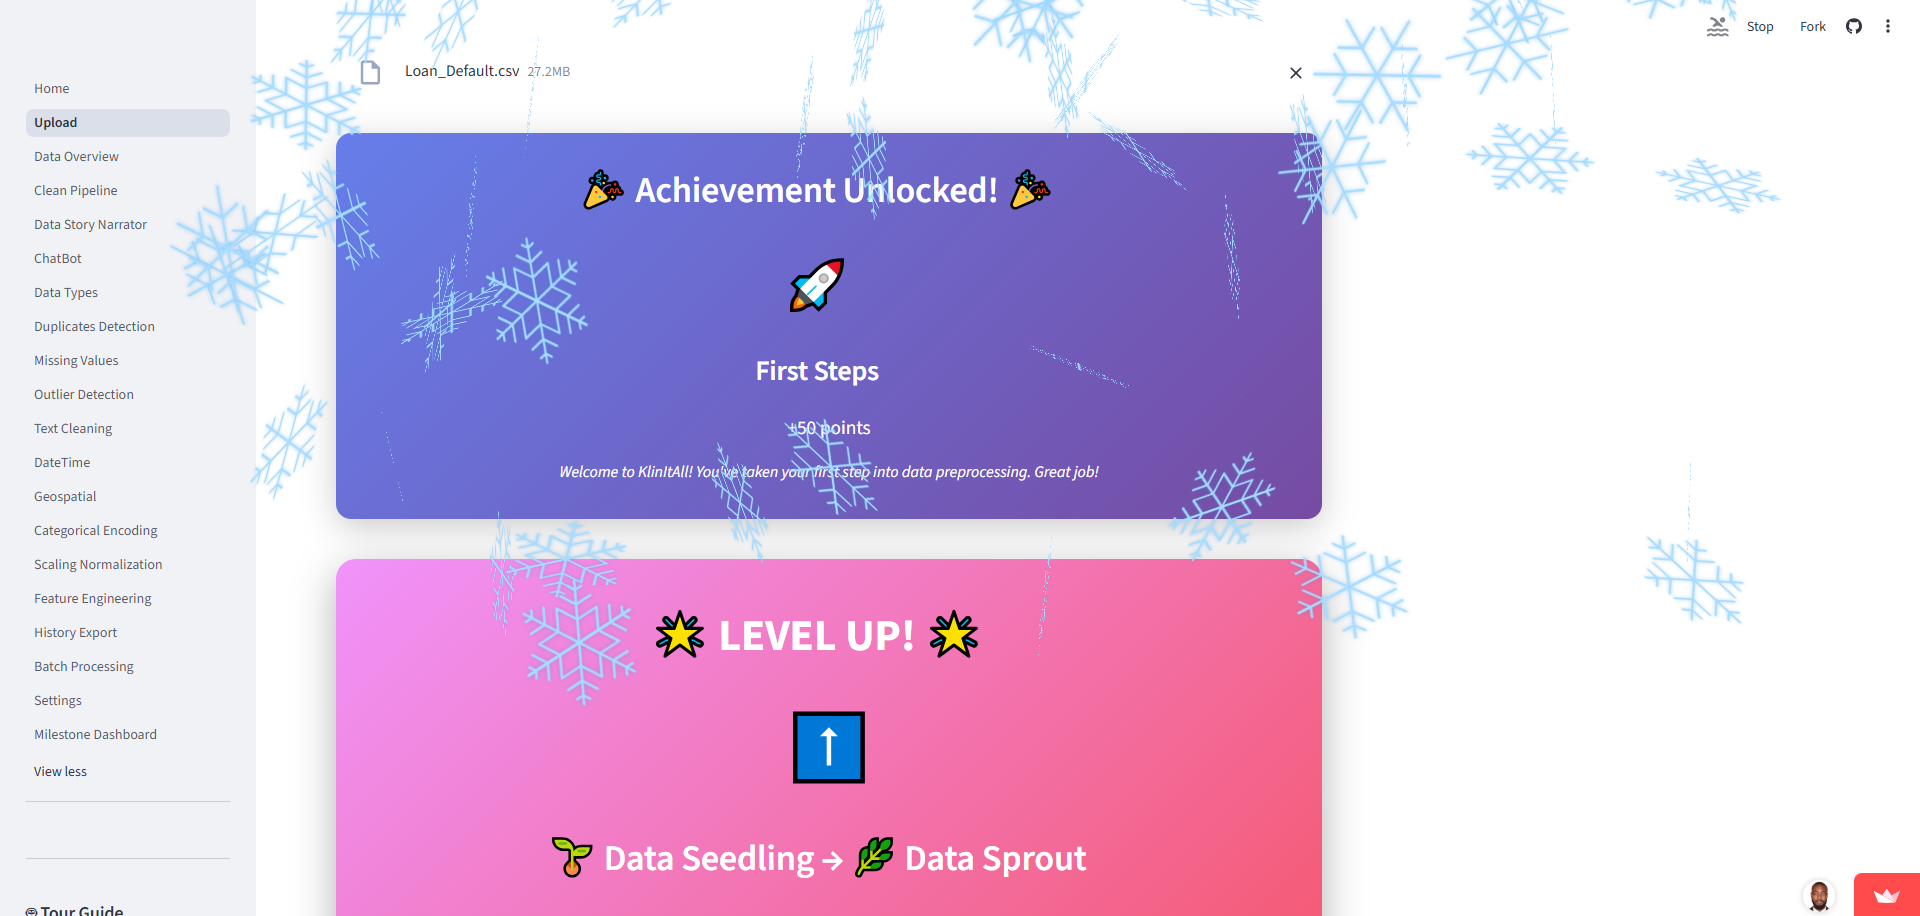 Stop
Fork
Home
Upload
Data Overview
Clean Pipeline
Data Story Narrator
ChatBot
Data Types
Duplicates Detection
Missing Values
Outlier Detection
Text Cleaning
DateTime
Geospatial
Categorical Encoding
Scaling Normalization
Feature Engineering
History Export
Batch Processing
Settings
Milestone Dashboard
View less
Tour Guide
Loan_Default.csv 27.2MB
🎉 Achievement Unlocked! 🎉
🚀
First Steps
+50 points
Welcome to KlinItAll! You've taken your first step into data preprocessing. Great job!
🌟 LEVEL UP! 🌟
⬆️
🌱 Data Seedling → 🌿 Data Sprout